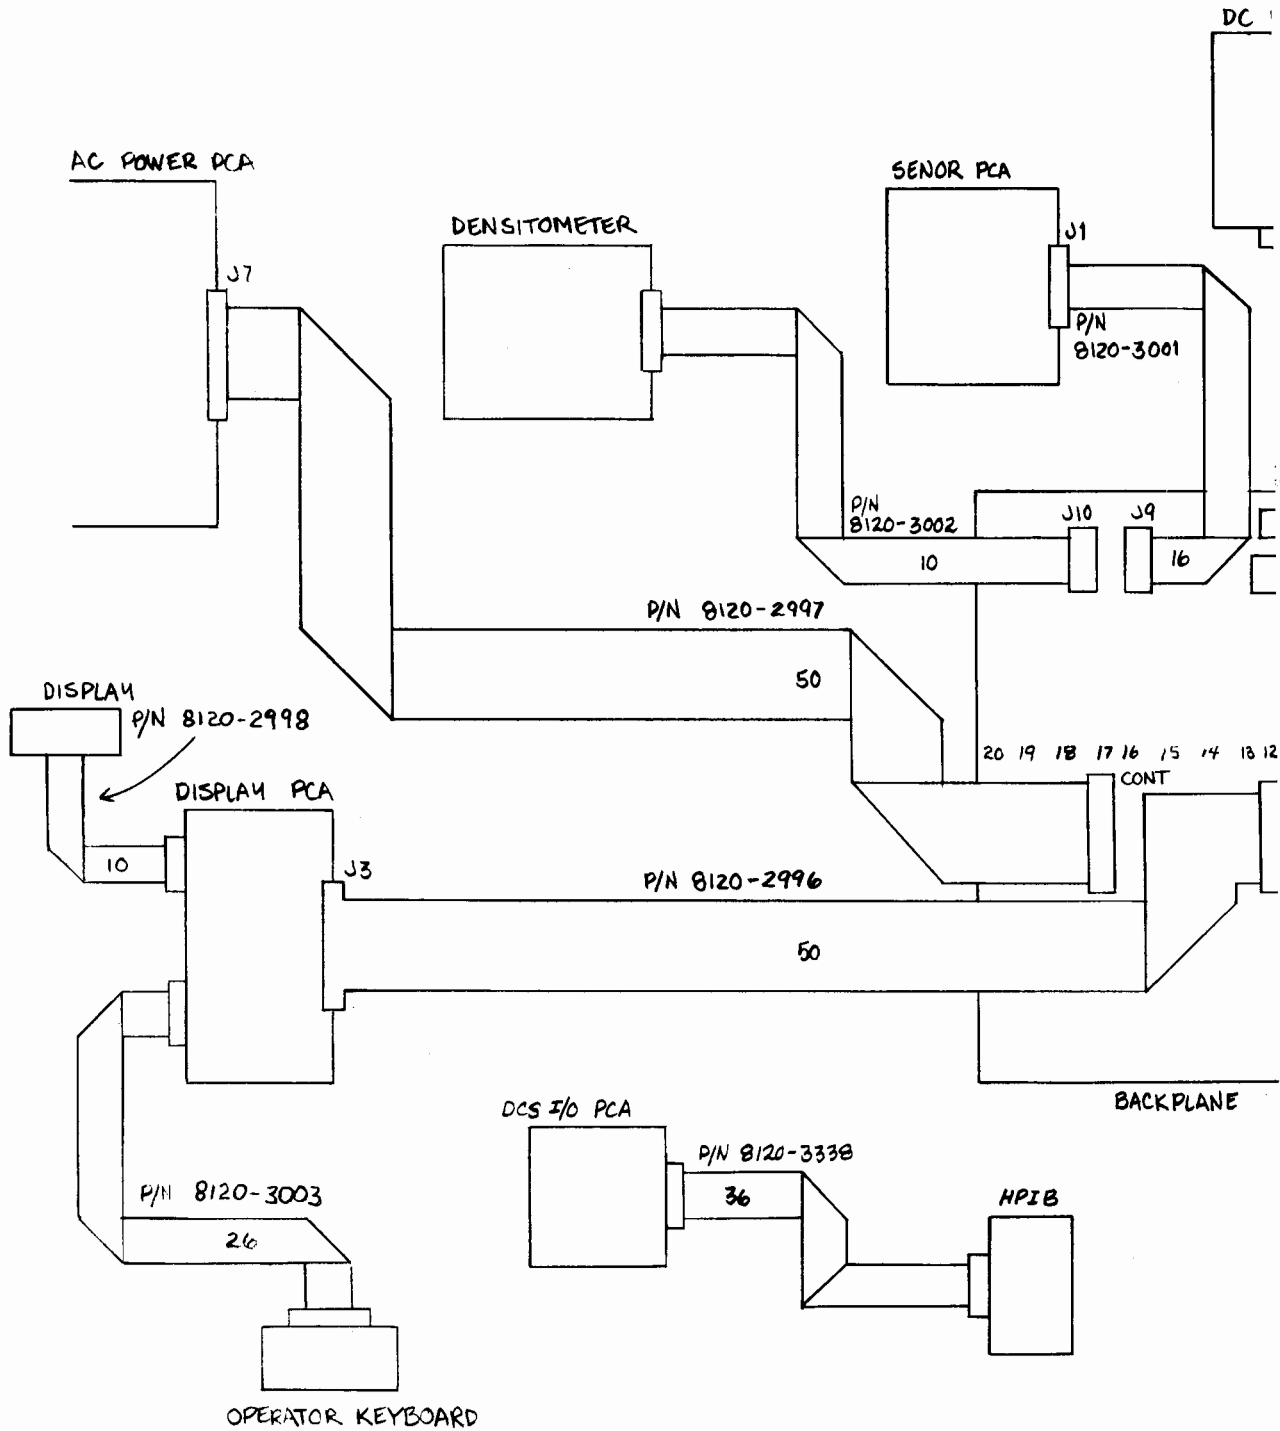 DC
AC POWER PCA
SENOR PCA
DENSITOMETER
J1
J7
P/N
8120-3001
P/N
8120-3002
J10
J9
10
16
P/N 8120-2997
50
DISPLAY
P/N 8120-2998
20 19 18 17 16 15 14 13 12
CONT
DISPLAY PCA
10
J3
P/N 8120-2996
50
BACKPLANE
DCS I/O PCA
P/N 8120-3338
36
HPIB
P/N 8120-3003
26
OPERATOR KEYBOARD